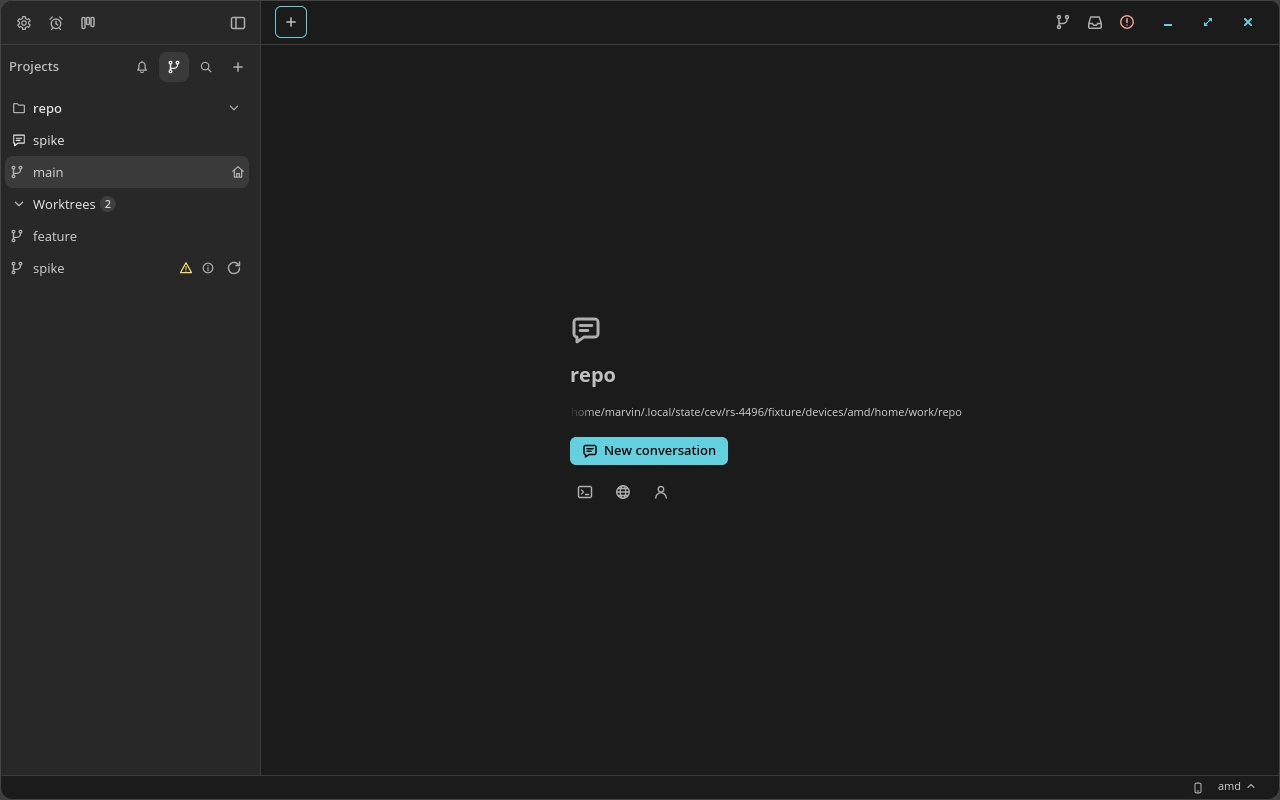 Projects
repo
spike
main
Worktrees 2
feature
spike
repo
home/marvin/.local/state/cev/rs-4496/fixture/devices/amd/home/work/repo
New conversation
amd